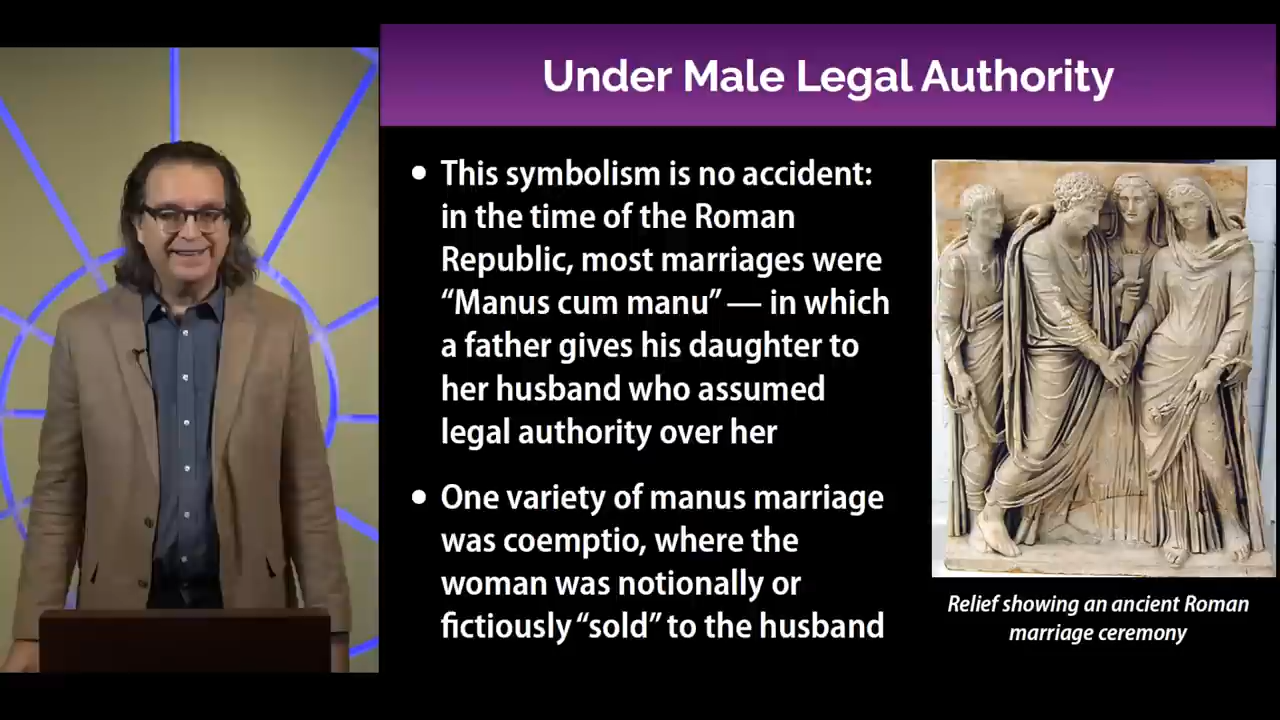 Under Male Legal Authority
• This symbolism is no accident:
in the time of the Roman
Republic, most marriages were
“Manus cum manu” — in which
a father gives his daughter to
her husband who assumed
legal authority over her
• One variety of manus marriage
was coemptio, where the
woman was notionally or
fictiously “sold” to the husband
Relief showing an ancient Roman
marriage ceremony